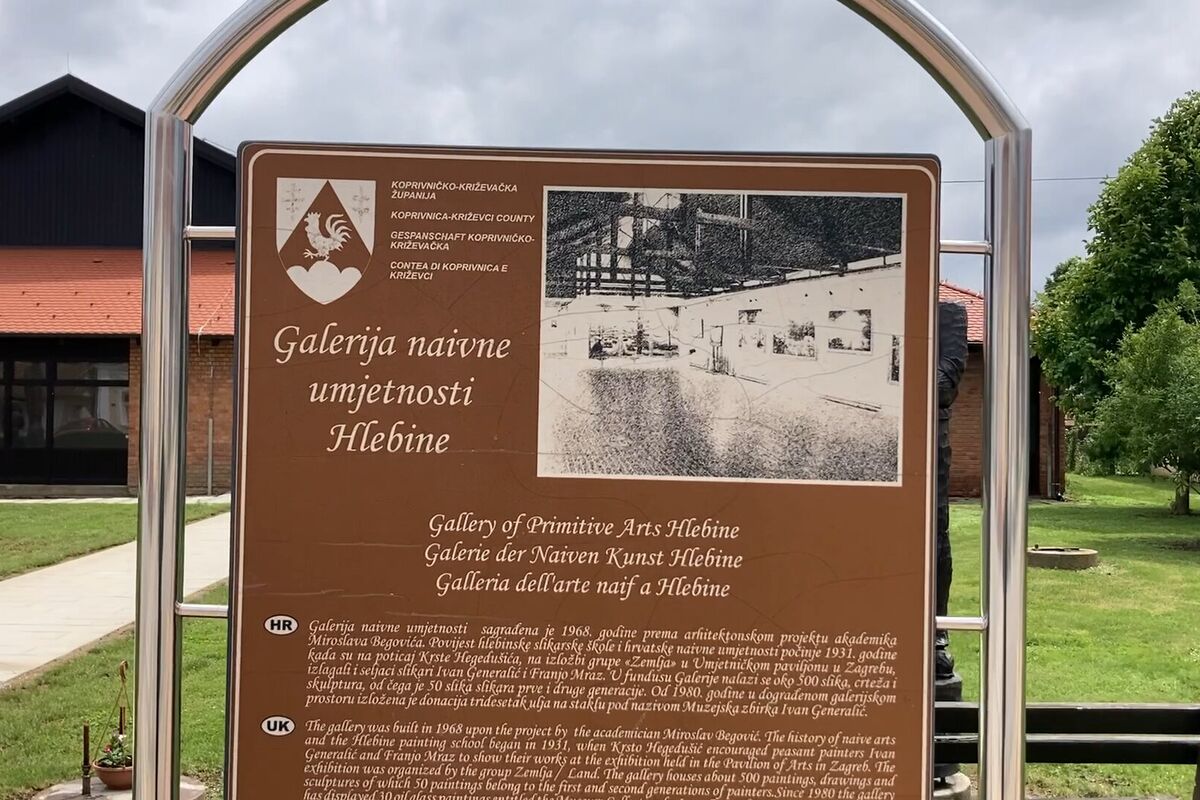 KOPRIVNIČKO-KRIŽEVAČKA
ŽUPANIJA
KOPRIVNICA-KRIŽEVCI COUNTY
GESPANSCHAFT KOPRIVNIČKO-
KRIŽEVAČKA
CONTEA DI KOPRIVNICA E
KRIŽEVCI
Galerija naivne
umjetnosti
Hlebine
Gallery of Primitive Arts Hlebine
Galerie der Naiven Kunst Hlebine
Galleria dell'arte naif a Hlebine
HR
Galerija naivne umjetnosti sagrađena je 1968. godine prema arhitektonskom projektu akademika
Miroslava Begovića. Povijest hlebinske slikarske škole i hrvatske naivne umjetnosti počinje 1931. godine
kada su na poticaj Krste Hegedušića, na izložbi grupe «Zemlja» u Umjetničkom paviljonu u Zagrebu,
izlagali i seljaci slikari Ivan Generalić i Franjo Mraz. U fundusu Galerije nalazi se oko 500 slika, crteža i
skulptura, od čega je 50 slika slikara prve i druge generacije. Od 1980. godine u dograđenom galerijskom
prostoru izložena je donacija tridesetak ulja na staklu pod nazivom Muzejska zbirka Ivan Generalić.
UK
The gallery was built in 1968 upon the project by the academician Miroslav Begović. The history of naive arts
and the Hlebine painting school began in 1931, when Krsto Hegedušić encouraged peasant painters Ivan
Generalić and Franjo Mraz to show their works at the exhibition held in the Pavilion of Arts in Zagreb. The
exhibition was organized by the group Zemlja / Land. The gallery houses about 500 paintings, drawings and
sculptures of which 50 paintings belong to the first and second generations of painters. Since 1980 the gallery
has displayed 30 oil glass paintings entitled the